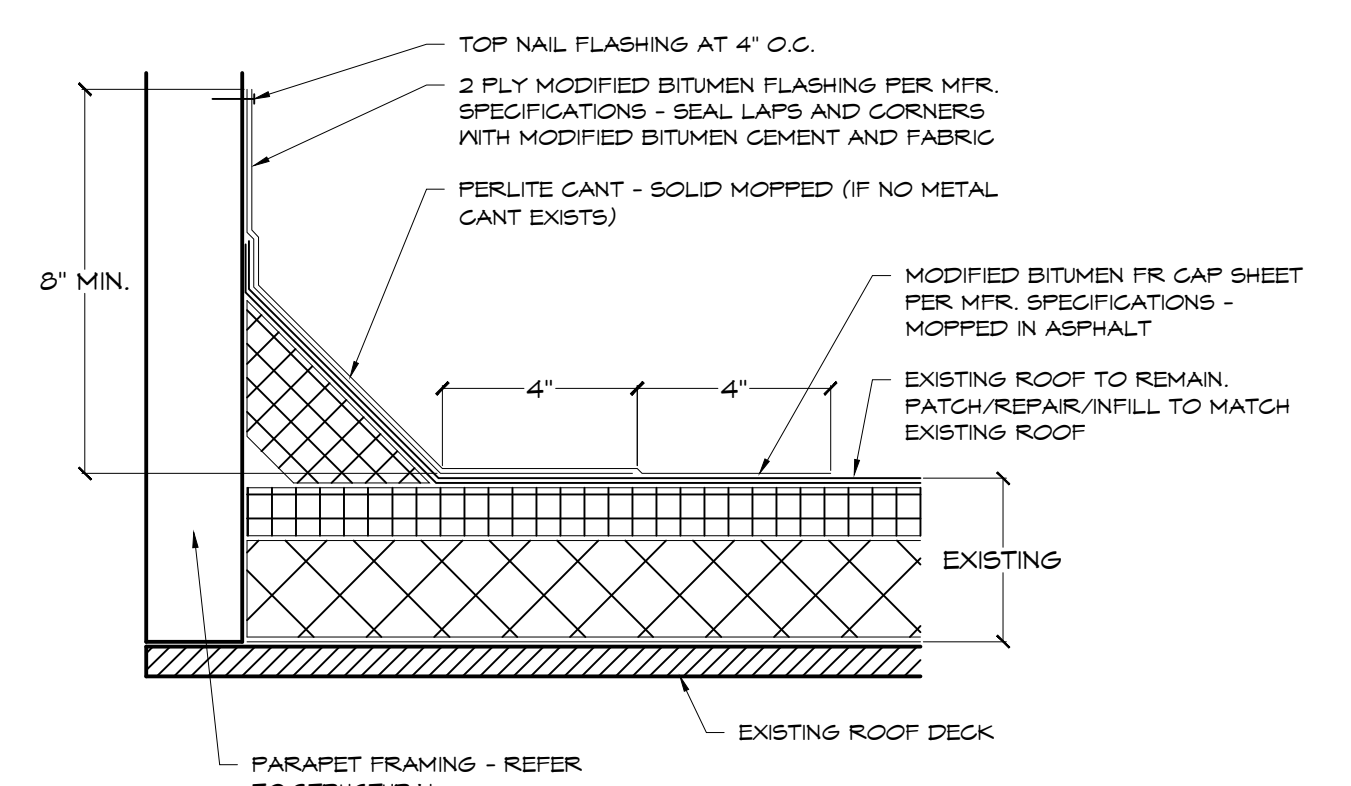 TOP NAIL FLASHING AT 4" O.C.
2 PLY MODIFIED BITUMEN FLASHING PER MFR.
SPECIFICATIONS - SEAL LAPS AND CORNERS
WITH MODIFIED BITUMEN CEMENT AND FABRIC
PERLITE CANT - SOLID MOPPED (IF NO METAL
CANT EXISTS)
8" MIN.
MODIFIED BITUMEN FR CAP SHEET
PER MFR. SPECIFICATIONS -
MOPPED IN ASPHALT
4"
4"
EXISTING ROOF TO REMAIN.
PATCH/REPAIR/INFILL TO MATCH
EXISTING ROOF
EXISTING
EXISTING ROOF DECK
PARAPET FRAMING - REFER